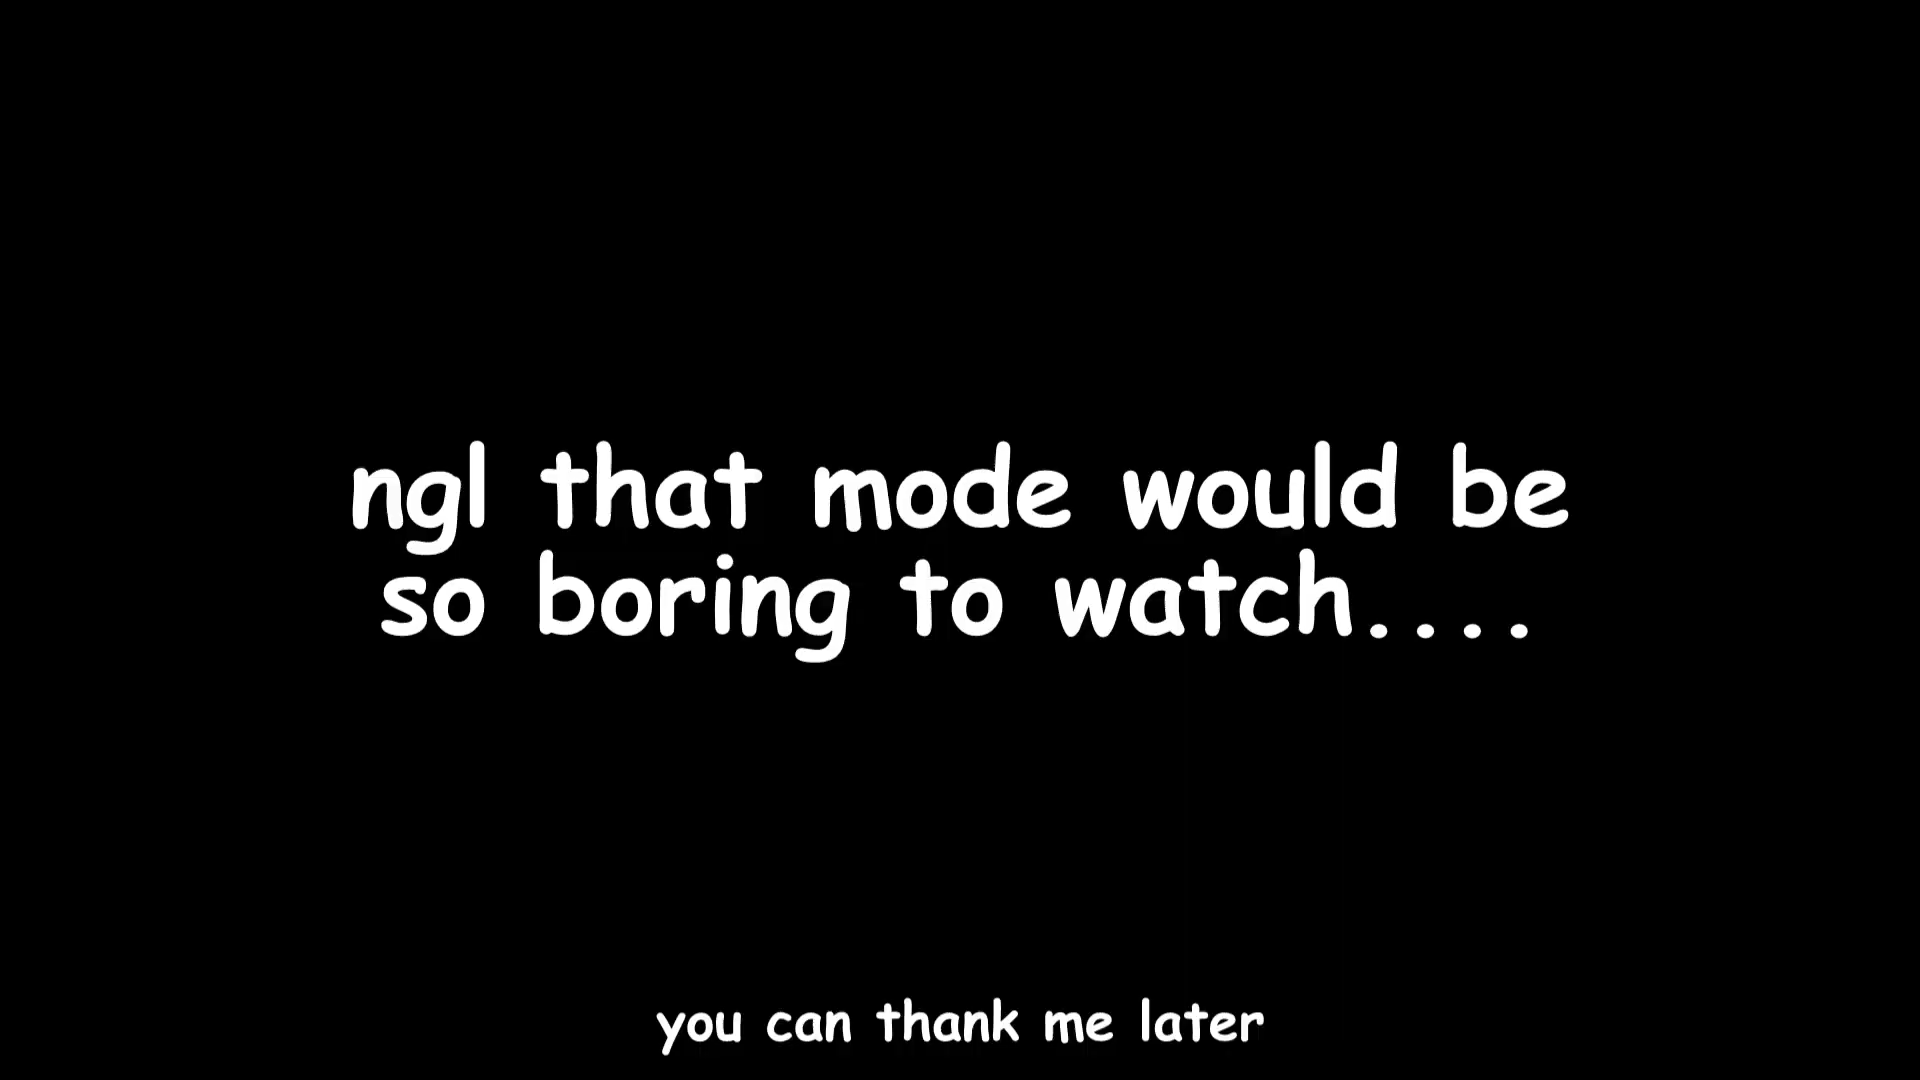 ngl that mode would be
so boring to watch....
you can thank me later